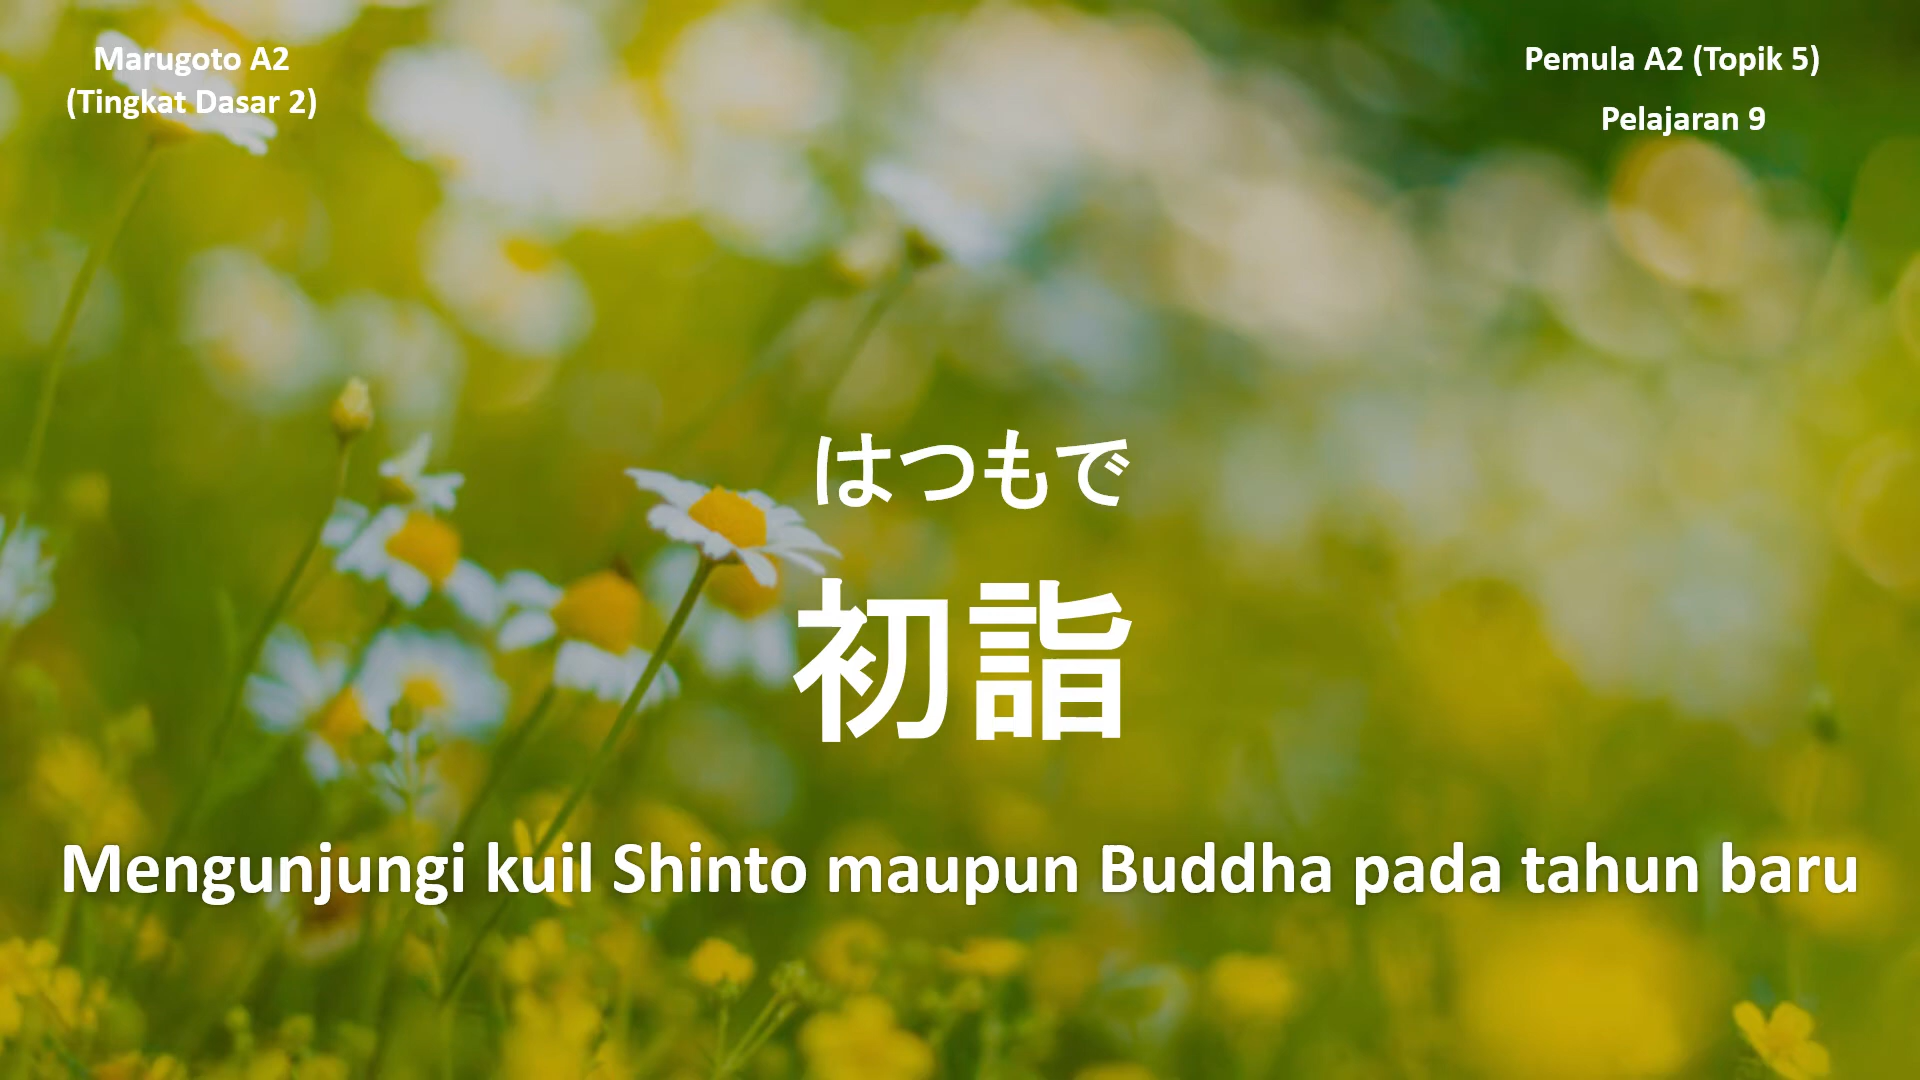 Marugoto A2
(Tingkat Dasar 2)
Pemula A2 (Topik 5)
Pelajaran 9
はつもで
初詣
Mengunjungi kuil Shinto maupun Buddha pada tahun baru